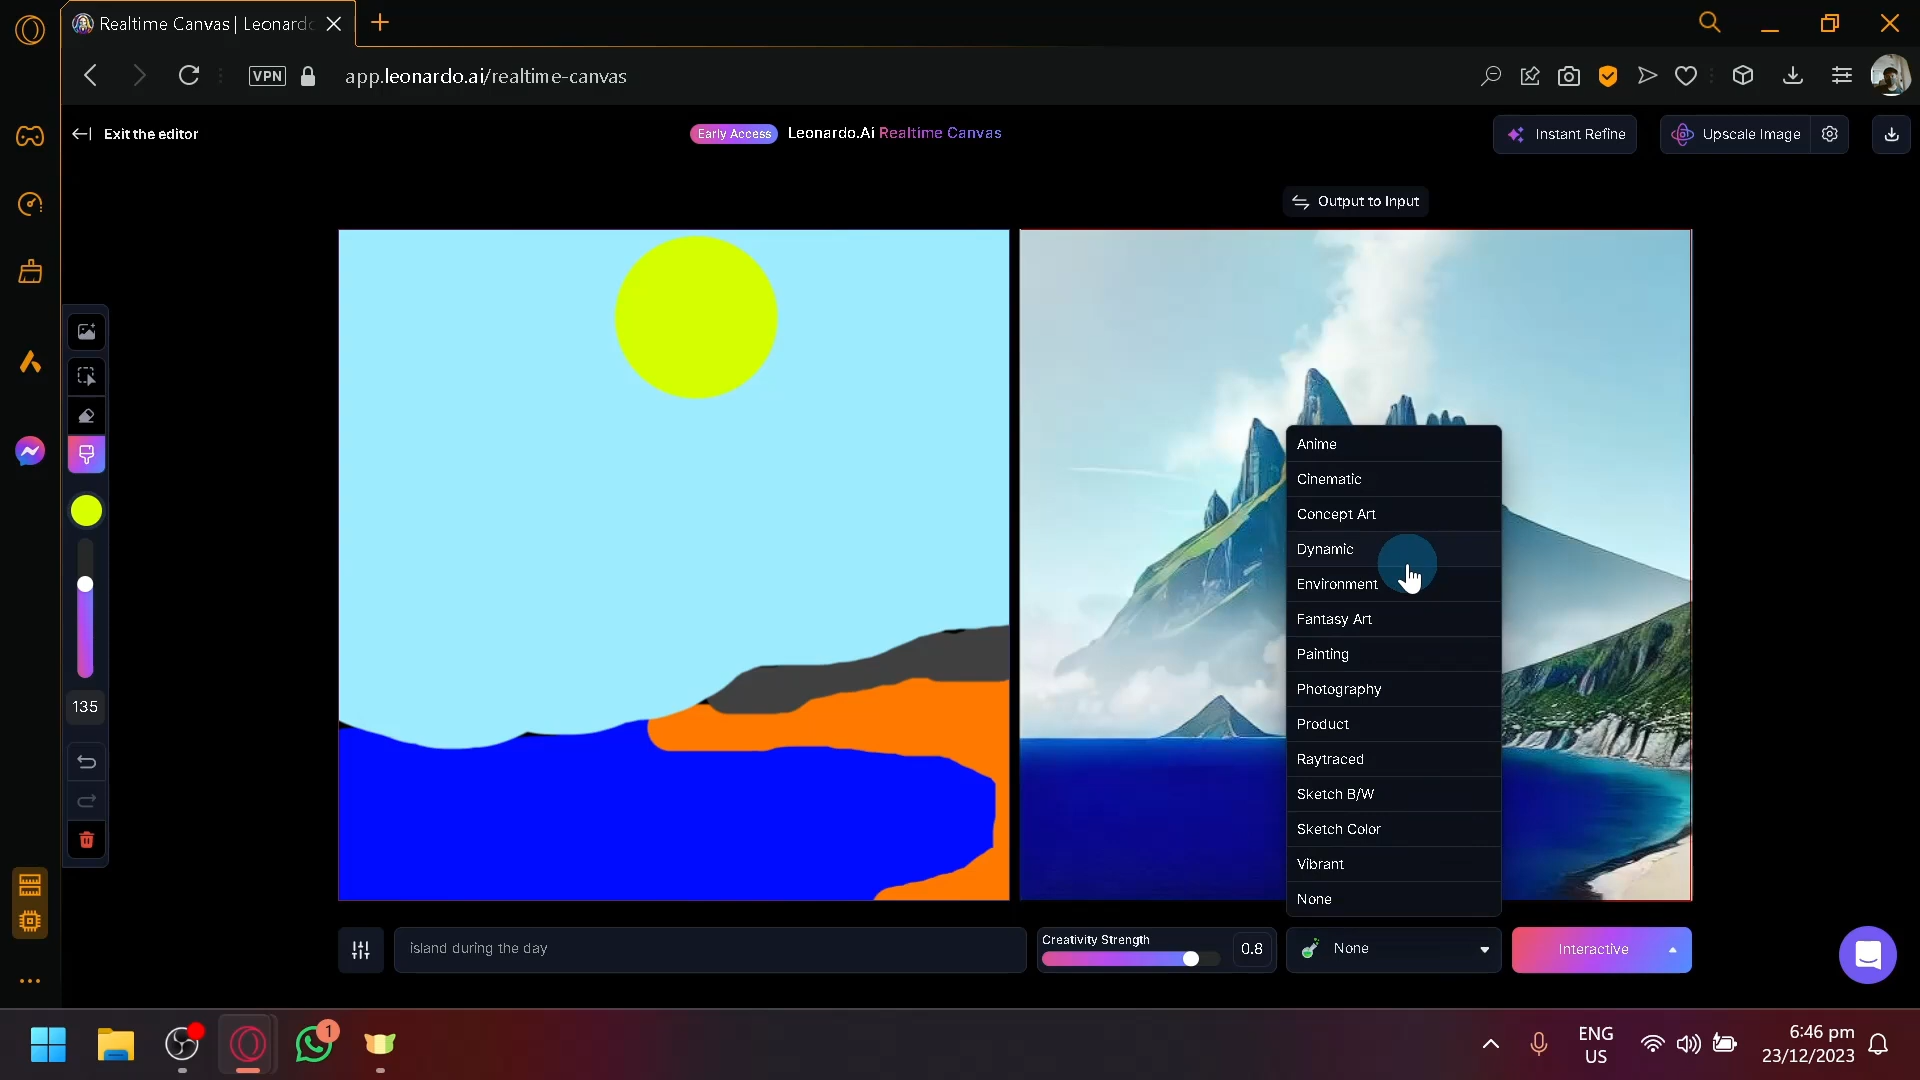 Realtime Canvas | Leonardo
VPN
app.leonardo.ai/realtime-canvas
Exit the editor
Early Access Leonardo.Ai Realtime Canvas
Instant Refine
Upscale Image
Output to Input
135
Anime
Cinematic
Concept Art
Dynamic
Environment
Fantasy Art
Painting
Photography
Product
Raytraced
Sketch B/W
Sketch Color
Vibrant
None
island during the day
Creativity Strength
0.8
None
Interactive
1
ENG
US
6:46 pm
23/12/2023